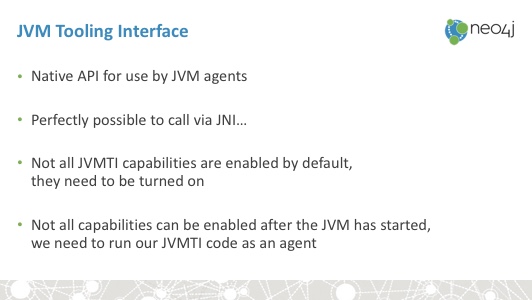 JVM Tooling Interface
neo4j
• Native API for use by JVM agents
• Perfectly possible to call via JNI…
• Not all JVMTI capabilities are enabled by default,
they need to be turned on
• Not all capabilities can be enabled after the JVM has started,
we need to run our JVMTI code as an agent